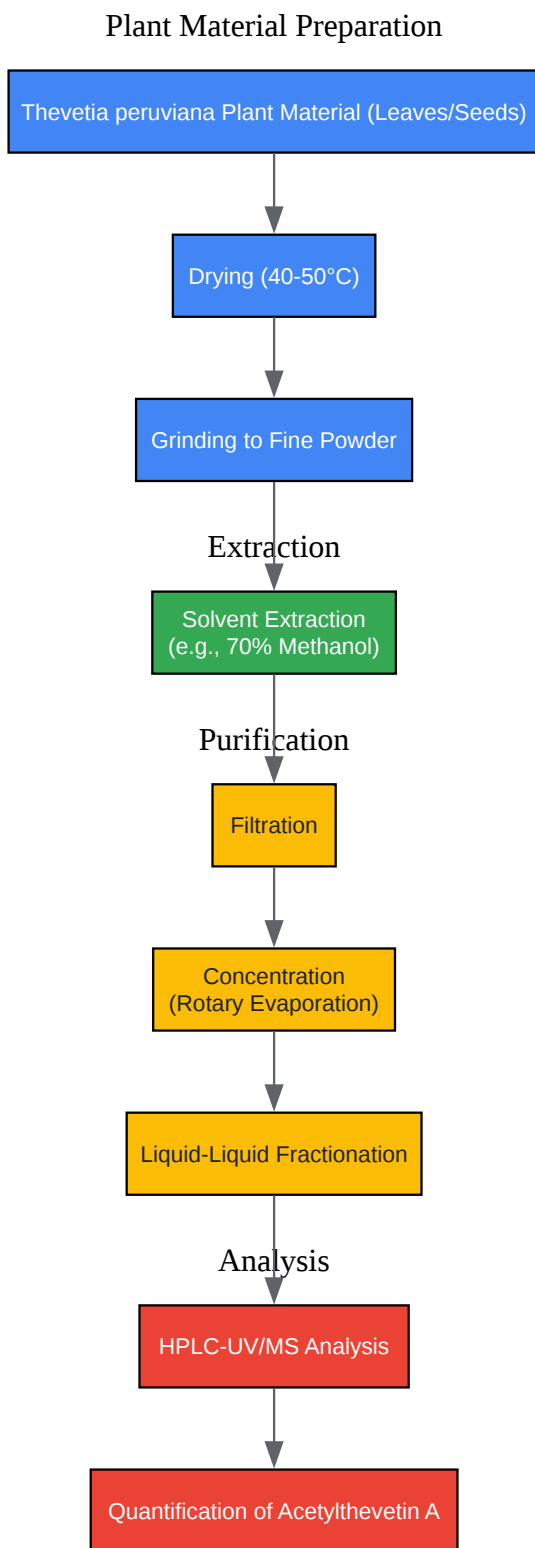 Plant Material Preparation
Thevetia peruviana Plant Material (Leaves/Seeds)
Drying (40-50°C)
Grinding to Fine Powder
Extraction
Solvent Extraction
(e.g., 70% Methanol)
Purification
Filtration
Concentration
(Rotary Evaporation)
Liquid-Liquid Fractionation
Analysis
HPLC-UV/MS Analysis
Quantification of Acetylthevetin A